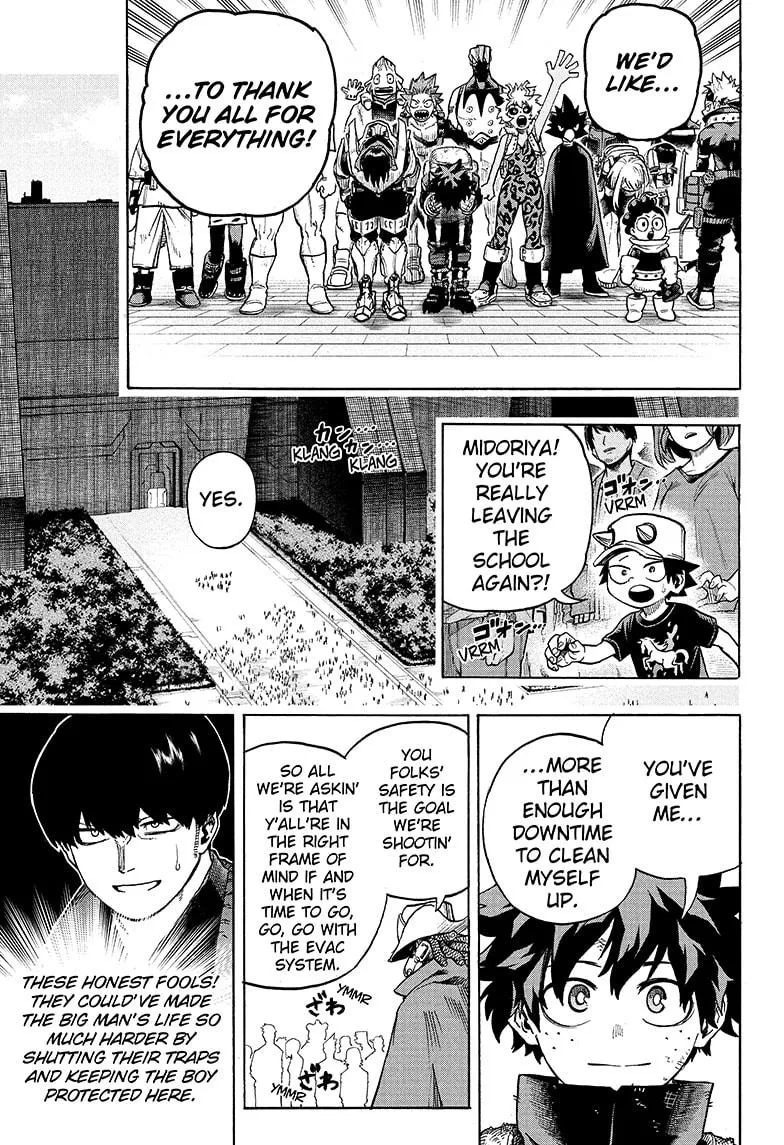 WE'D
LIKE...
...TO THANK
YOU ALL FOR
EVERYTHING!
MIDORIYA!
YOU'RE
REALLY
LEAVING
THE
SCHOOL
AGAIN?!
ゴオン...
VRRM
ゴオン...
VRRM
カン...
カン...
KLANG
KLANG
YES.
YOU'VE
GIVEN
ME...
...MORE
THAN
ENOUGH
DOWNTIME
TO CLEAN
MYSELF
UP.
YOU
FOLKS'
SAFETY IS
THE GOAL
WE'RE
SHOOTIN'
FOR.
SO ALL
WE'RE ASKIN'
IS THAT
Y'ALL'RE IN
THE RIGHT
FRAME OF
MIND IF AND
WHEN IT'S
TIME TO GO,
GO, GO WITH
THE EVAC
SYSTEM.
ざわ
YMMR
ざわ
YMMR
THESE HONEST FOOLS!
THEY COULD'VE MADE
THE BIG MAN'S LIFE SO
MUCH HARDER BY
SHUTTING THEIR TRAPS
AND KEEPING THE BOY
PROTECTED HERE.